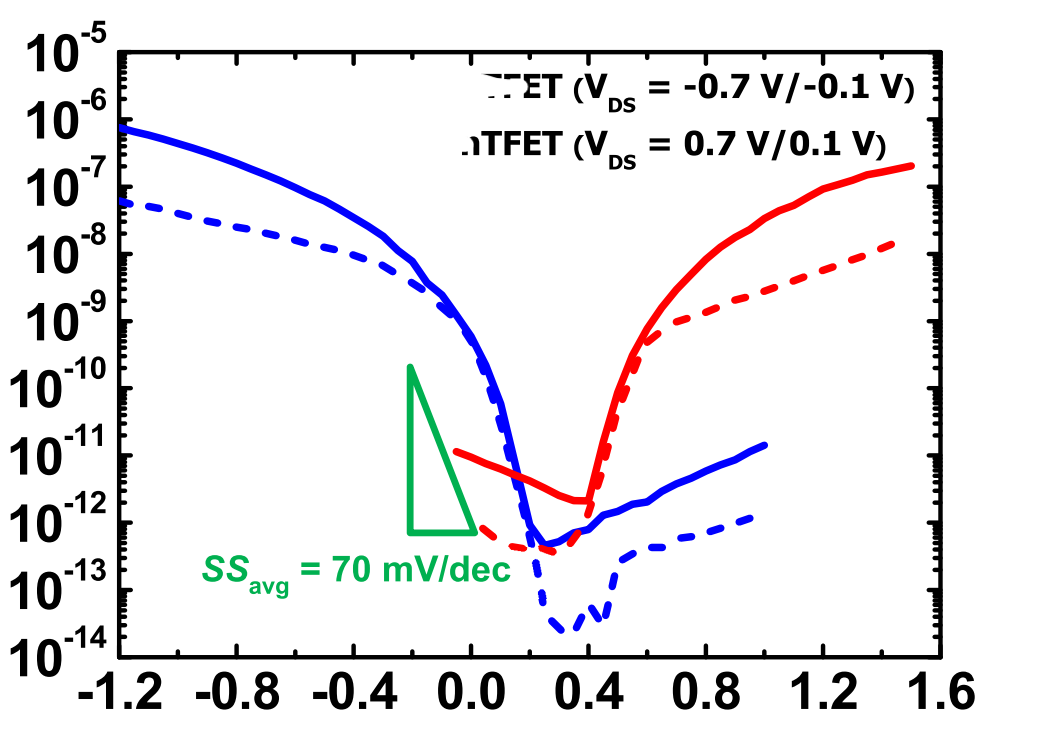 10-5
10-6
10-7
10-8
10-9
10-10
10-11
10-12
10-13
10-14
(VDS = -0.7 V/-0.1 V)
nTFET (VDS = 0.7 V/0.1 V)
SSavg = 70 mV/dec
-1.2 -0.8 -0.4 0.0 0.4 0.8 1.2 1.6